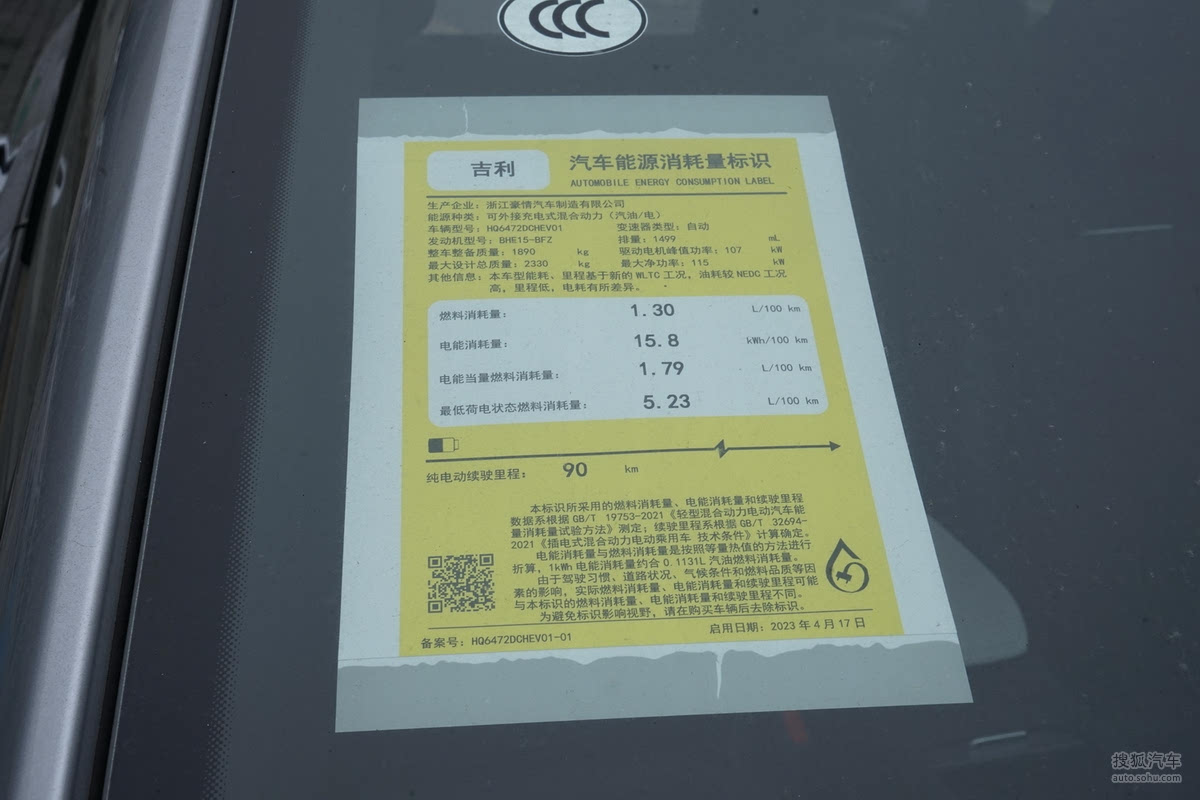 CCC
吉利
汽车能源消耗量标识
AUTOMOBILE ENERGY CONSUMPTION LABEL
生产企业：浙江豪情汽车制造有限公司
能源种类：可外接充电式混合动力（汽油/电）
车辆型号：HQ6472DCHEV01 变速器类型：自动
发动机型号：BHE15-BFZ 排量：1499 mL
整车整备质量：1890 kg 驱动电机峰值功率：107 kW
最大设计总质量：2330 kg 最大净功率：115 kW
其他信息：本车型能耗、里程基于新的WLTC工况，油耗较NEDC工况
高，里程低，电耗有所差异。
燃料消耗量： 1.30 L/100 km
电能消耗量： 15.8 kWh/100 km
电能当量燃料消耗量： 1.79 L/100 km
最低荷电状态燃料消耗量： 5.23 L/100 km
纯电动续驶里程： 90 km
本标识所采用的燃料消耗量、电能消耗量和续驶里程
数据系根据GB/T 19753-2021《轻型混合动力电动汽车能
量消耗量试验方法》测定；续驶里程系根据GB/T 32694-
2021《插电式混合动力电动乘用车 技术条件》计算确定。
电能消耗量与燃料消耗量是按照等量热值的方法进行
折算，1kWh电能消耗量约合0.1131L汽油燃料消耗量。
由于驾驶习惯、道路状况、气候条件和燃料品质等因
素的影响，实际燃料消耗量、电能消耗量和续驶里程可能
与本标识的燃料消耗量、电能消耗量和续驶里程不同。
为避免标识影响视野，请在购买车辆后去除标识。
备案号：HQ6472DCHEV01-01 启用日期：2023年4月17日
搜狐汽车
auto.sohu.com